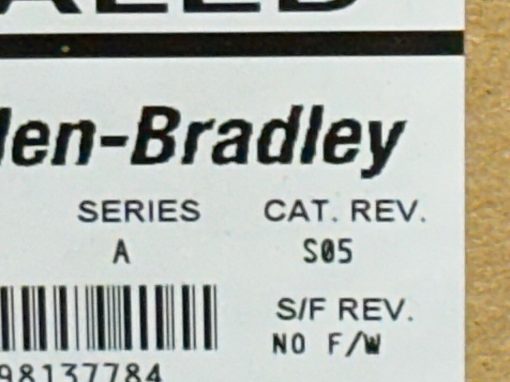 len-Bradley
SERIES CAT. REV.
A S05
S/F REV.
NO F/W
98137784